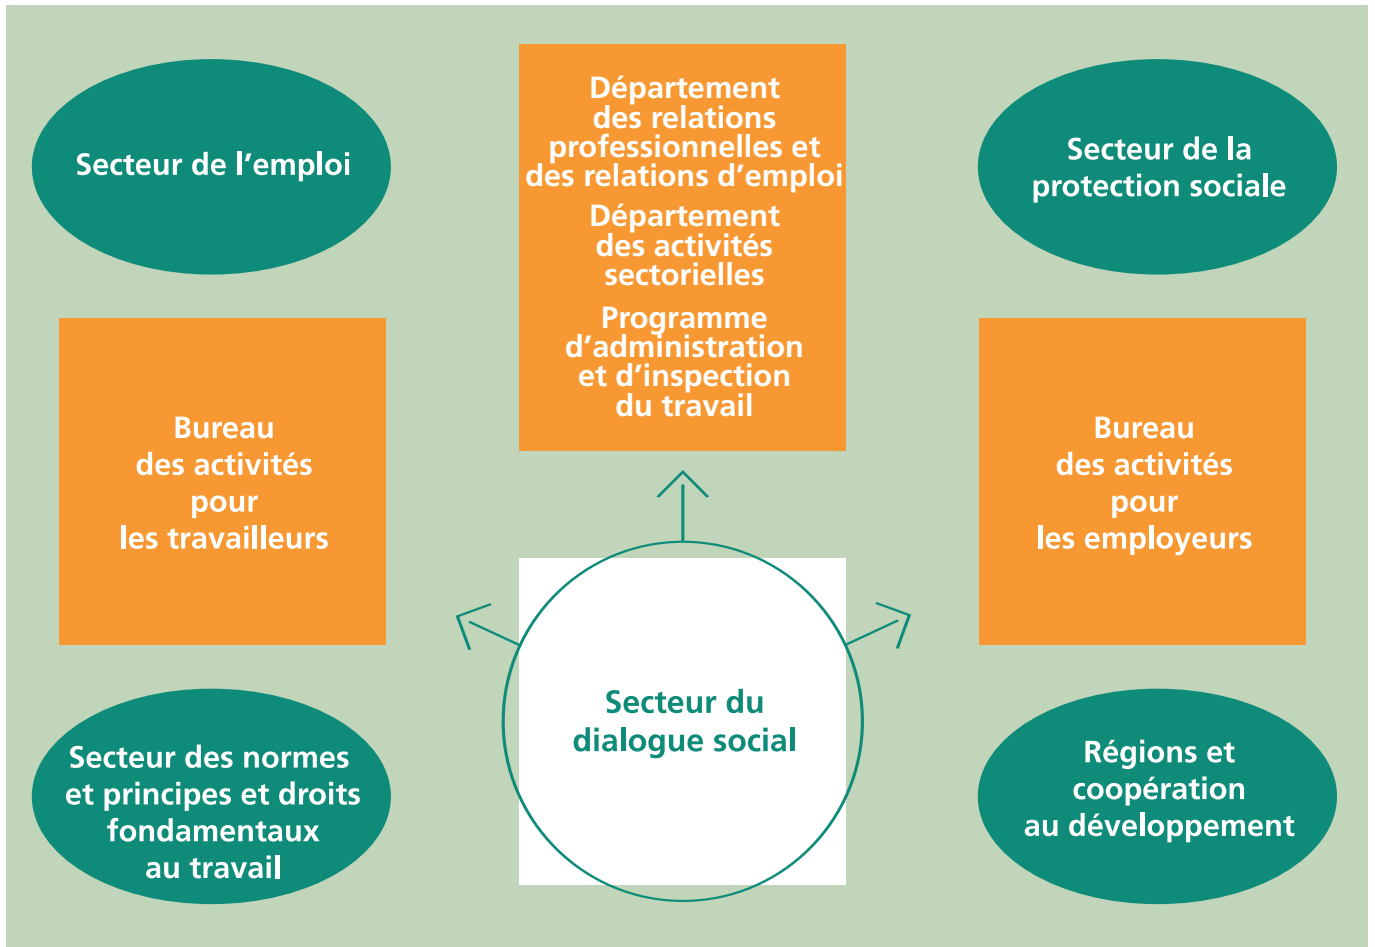 Secteur de l’emploi
Département
des relations
professionnelles et
des relations d’emploi
Département
des activités
sectorielles
Programme
d’administration
et d’inspection
du travail
Secteur de la
protection sociale
Bureau
des activités
pour
les travailleurs
Bureau
des activités
pour
les employeurs
Secteur du
dialogue social
Secteur des normes
et principes et droits
fondamentaux
au travail
Régions et
coopération
au développement